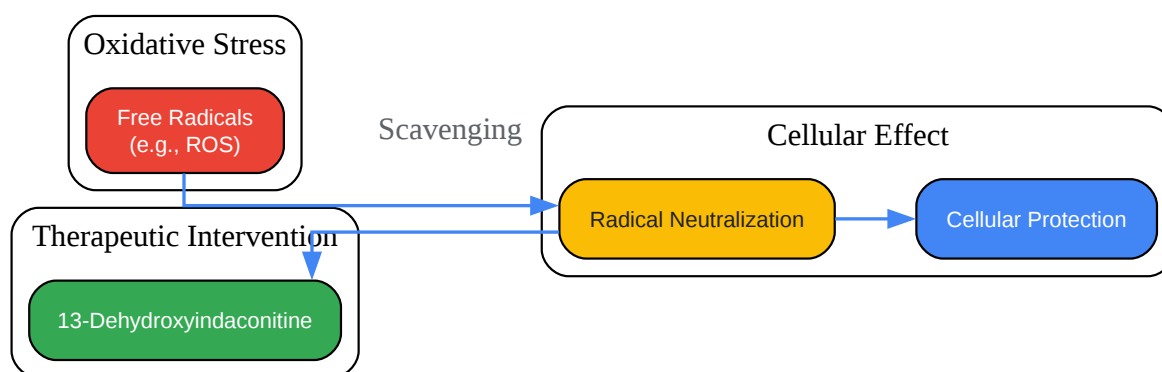 Oxidative Stress
Free Radicals
(e.g., ROS)
Scavenging
Cellular Effect
Radical Neutralization
Cellular Protection
Therapeutic Intervention
13-Dehydroxyindaconitine